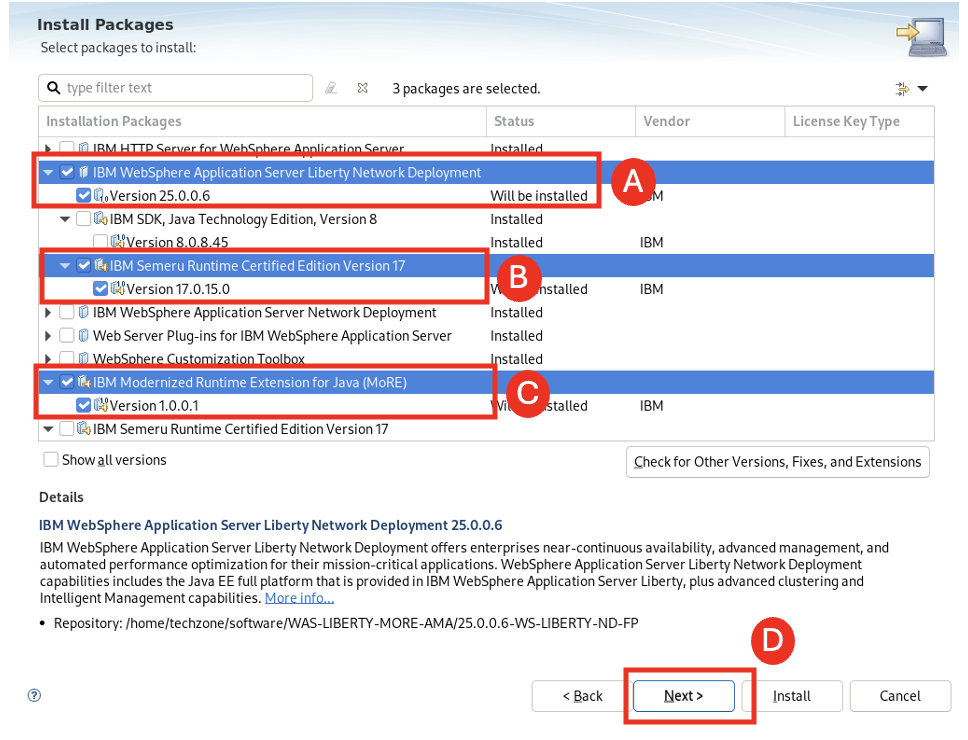 Install Packages
Select packages to install:
type filter text
3 packages are selected.
Installation Packages Status Vendor License Key Type
IBM HTTP Server for WebSphere Application Server Installed
IBM WebSphere Application Server Liberty Network Deployment
A
Version 25.0.0.6 Will be installed IBM
IBM SDK, Java Technology Edition, Version 8 Installed
Version 8.0.8.45 Installed IBM
IBM Semeru Runtime Certified Edition Version 17
B
Version 17.0.15.0 Will be installed IBM
IBM WebSphere Application Server Network Deployment Installed
Web Server Plug-ins for IBM WebSphere Application Server Installed
WebSphere Customization Toolbox Installed
IBM Modernized Runtime Extension for Java (MoRE)
C
Version 1.0.0.1 Will be installed IBM
IBM Semeru Runtime Certified Edition Version 17
Show all versions
Check for Other Versions, Fixes, and Extensions
Details
IBM WebSphere Application Server Liberty Network Deployment 25.0.0.6
IBM WebSphere Application Server Liberty Network Deployment offers enterprises near-continuous availability, advanced management, and
automated performance optimization for their mission-critical applications. WebSphere Application Server Liberty Network Deployment
capabilities includes the Java EE full platform that is provided in IBM WebSphere Application Server Liberty, plus advanced clustering and
Intelligent Management capabilities. More info...
• Repository: /home/techzone/software/WAS-LIBERTY-MORE-AMA/25.0.0.6-WS-LIBERTY-ND-FP
D
< Back Next > Install Cancel